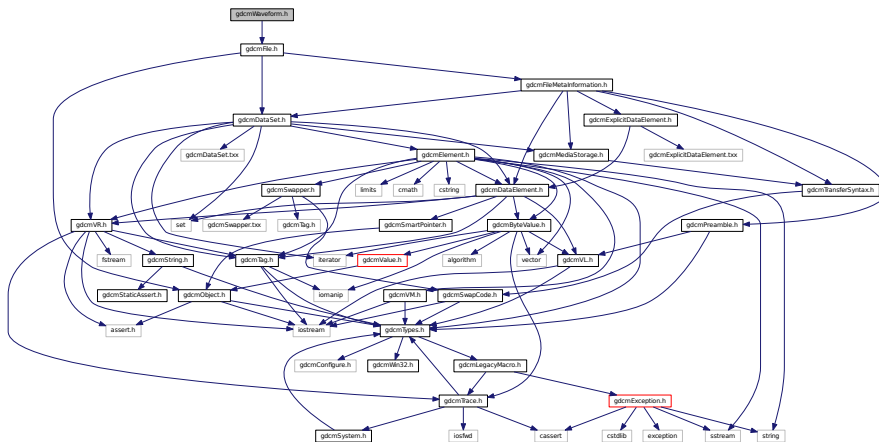 gdcmWaveform.h
gdcmFile.h
gdcmFileMetaInformation.h
gdcmDataSet.h
gdcmExplicitDataElement.h
gdcmDataSet.txx
gdcmElement.h
gdcmMediaStorage.h
gdcmExplicitDataElement.txx
gdcmSwapper.h
limits
cmath
cstring
gdcmDataElement.h
gdcmTransferSyntax.h
gdcmVR.h
set
gdcmSwapper.txx
gdcmTag.h
gdcmSmartPointer.h
gdcmByteValue.h
gdcmPreamble.h
fstream
gdcmString.h
gdcmTag.h
iterator
gdcmValue.h
algorithm
vector
gdcmVL.h
gdcmStaticAssert.h
gdcmObject.h
iomanip
gdcmVM.h
gdcmSwapCode.h
assert.h
iostream
gdcmTypes.h
gdcmConfigure.h
gdcmWin32.h
gdcmLegacyMacro.h
gdcmTrace.h
gdcmException.h
gdcmSystem.h
iosfwd
cassert
cstdlib
exception
sstream
string